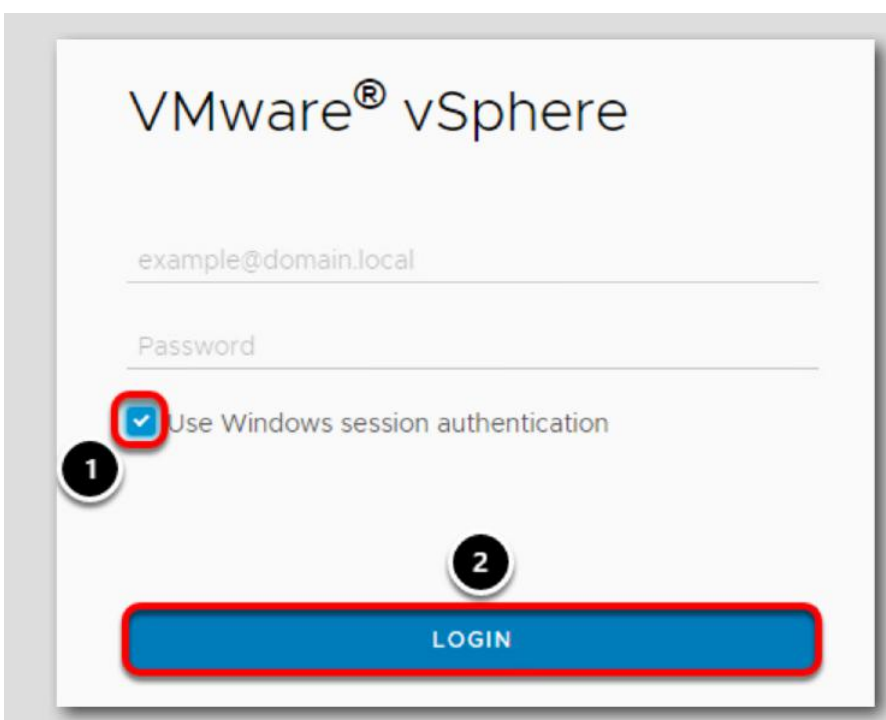 VMware® vSphere
example@domain.local
Password
Use Windows session authentication
1
2
LOGIN